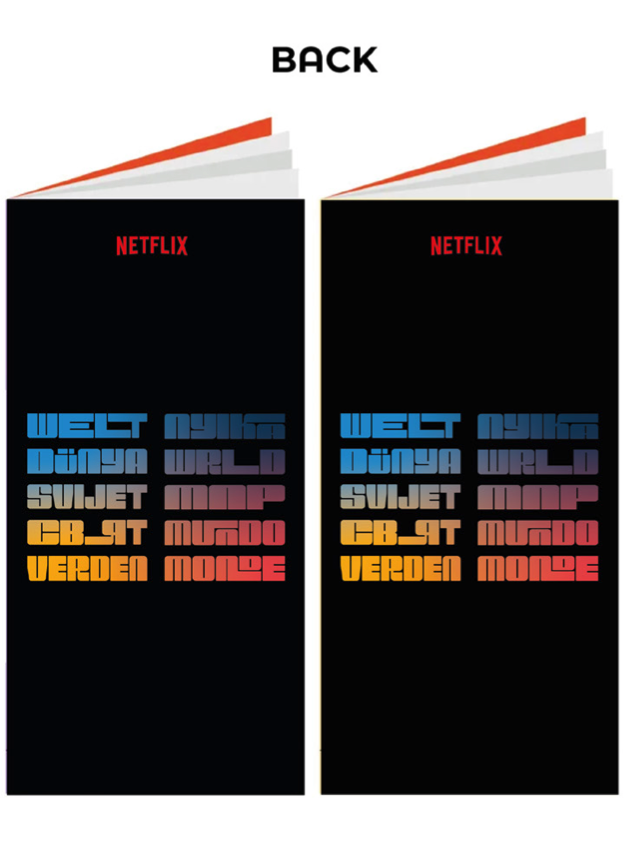 BACK
NETFLIX
WELT NYIKA
DÜNYA WRLD
SVIJET МИР
СВЯТ MUNDO
VERDEN MONDE
NETFLIX
WELT NYIKA
DÜNYA WRLD
SVIJET МИР
СВЯТ MUNDO
VERDEN MONDE